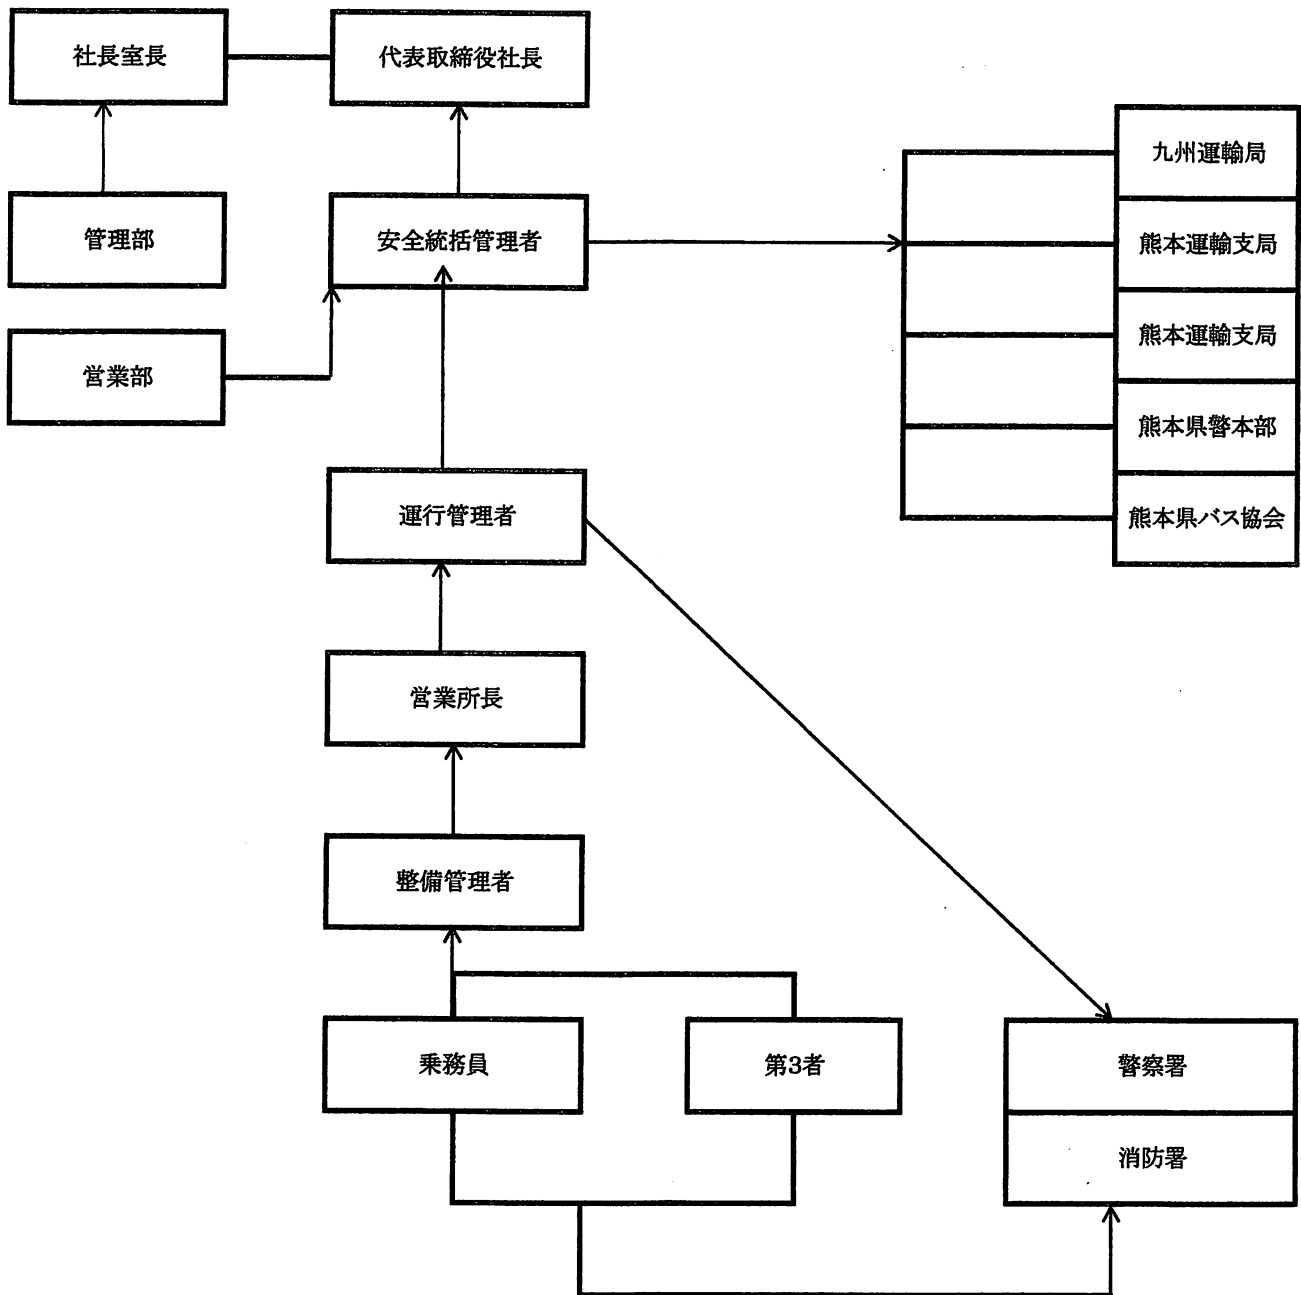 社長室長
代表取締役社長
九州運輸局
管理部
安全統括管理者
熊本運輸支局
営業部
熊本運輸支局
熊本県警本部
運行管理者
熊本県バス協会
営業所長
整備管理者
乗務員
第3者
警察署
消防署